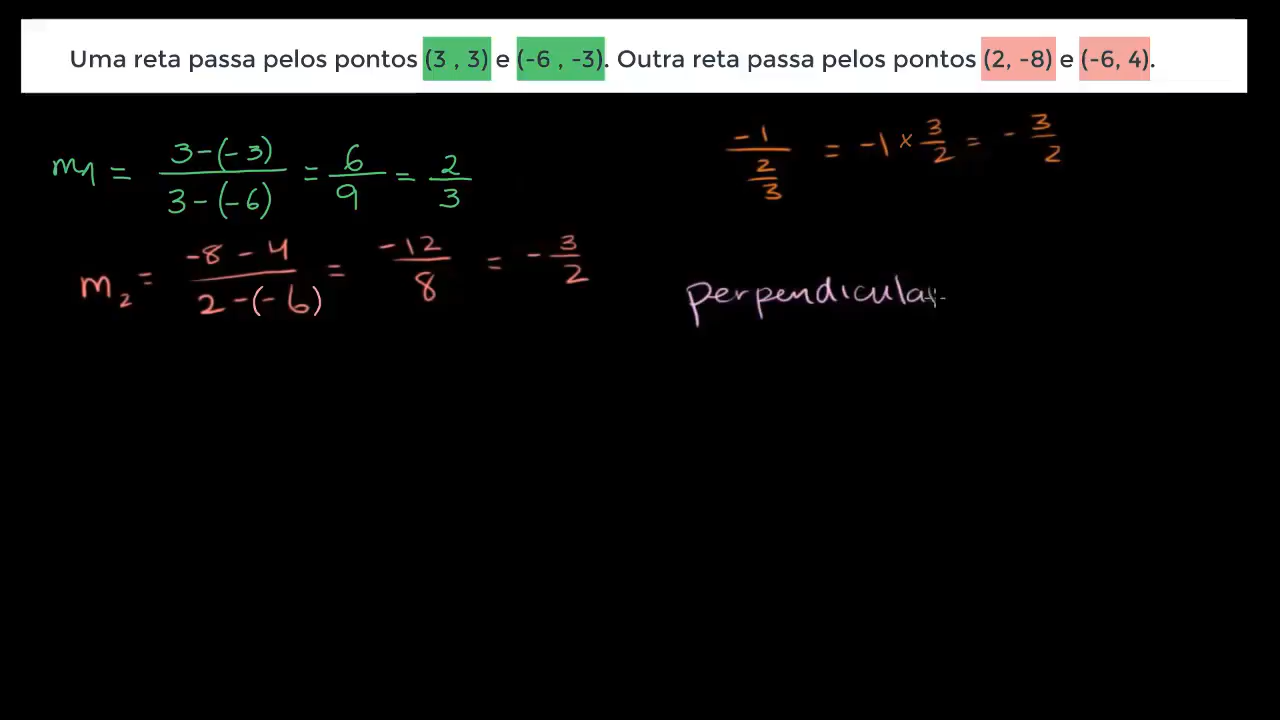 Uma reta passa pelos pontos (3 , 3) e (-6 , -3). Outra reta passa pelos pontos (2, -8) e (-6, 4).
m1 = 3-(-3) / 3-(-6) = 6/9 = 2/3
-1 / (2/3) = -1 × 3/2 = - 3/2
m2 = -8 - 4 / 2 -(- 6) = -12/8 = - 3/2
perpendicular